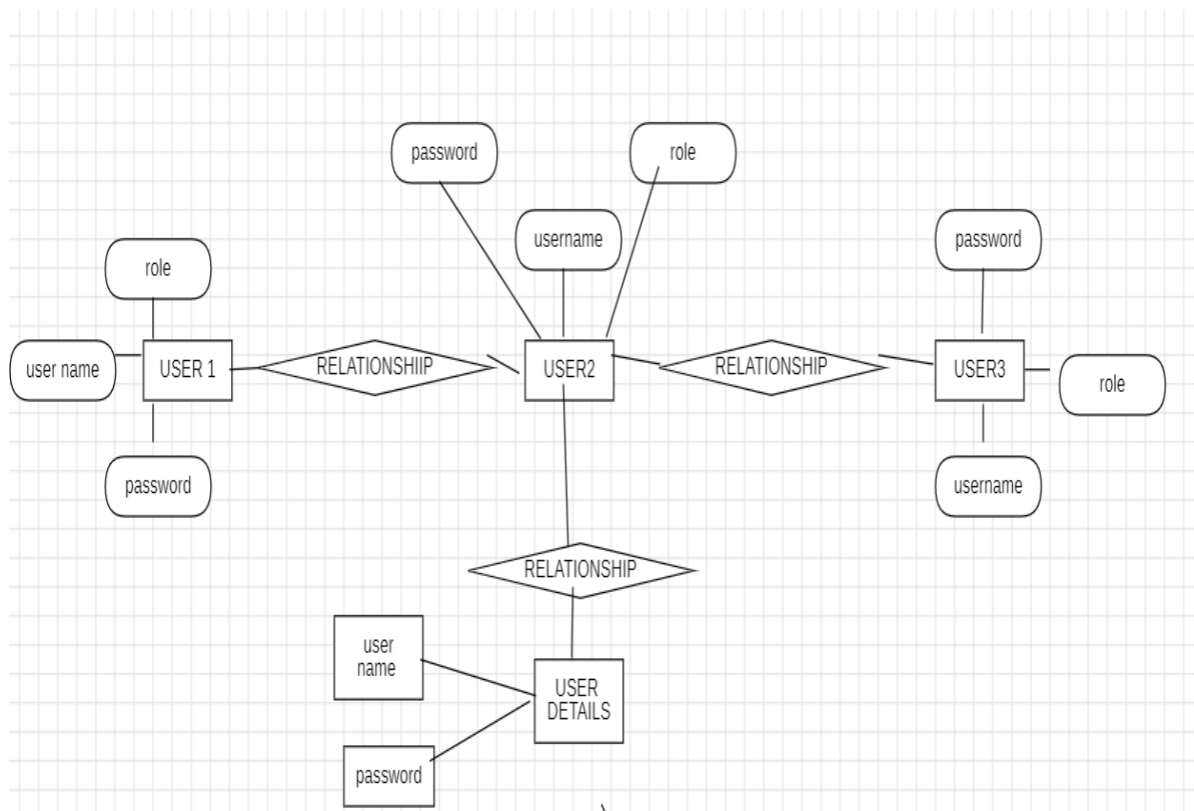 password
role
username
password
role
user name
USER 1
RELATIONSHIIP
USER2
RELATIONSHIP
USER3
role
password
username
RELATIONSHIP
user
name
USER
DETAILS
password